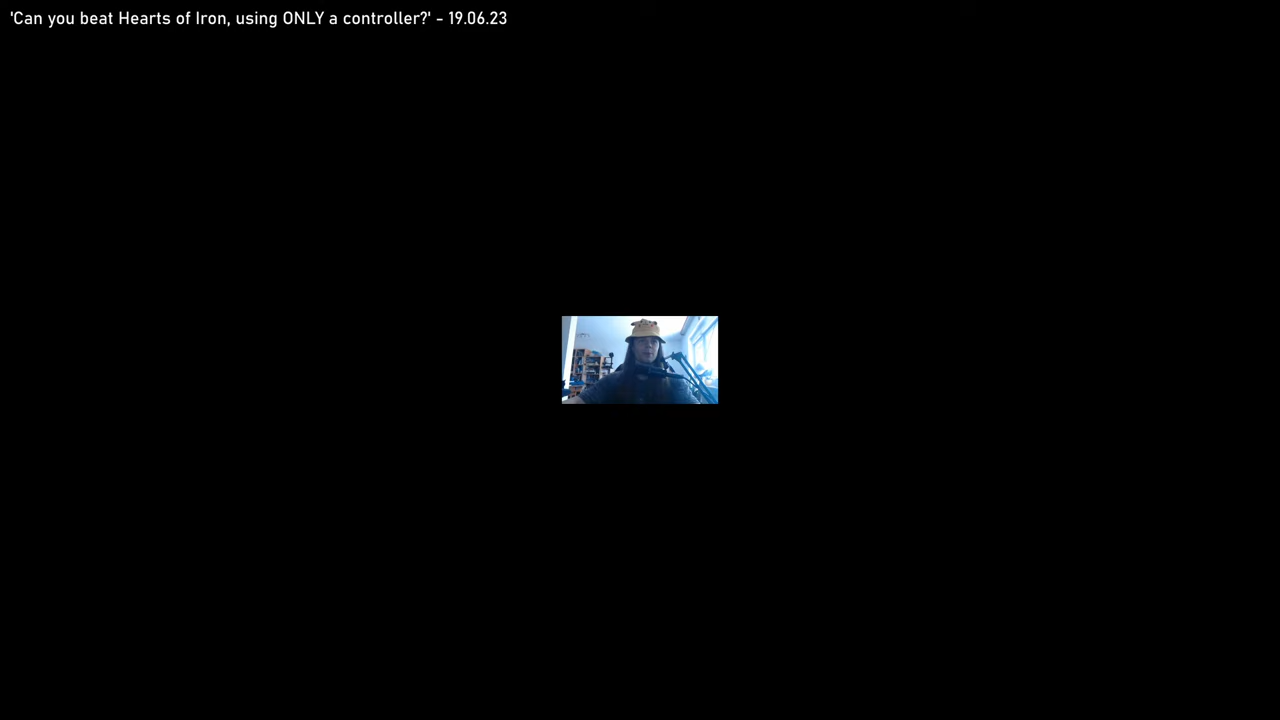 'Can you beat Hearts of Iron, using ONLY a controller?' - 19.06.23